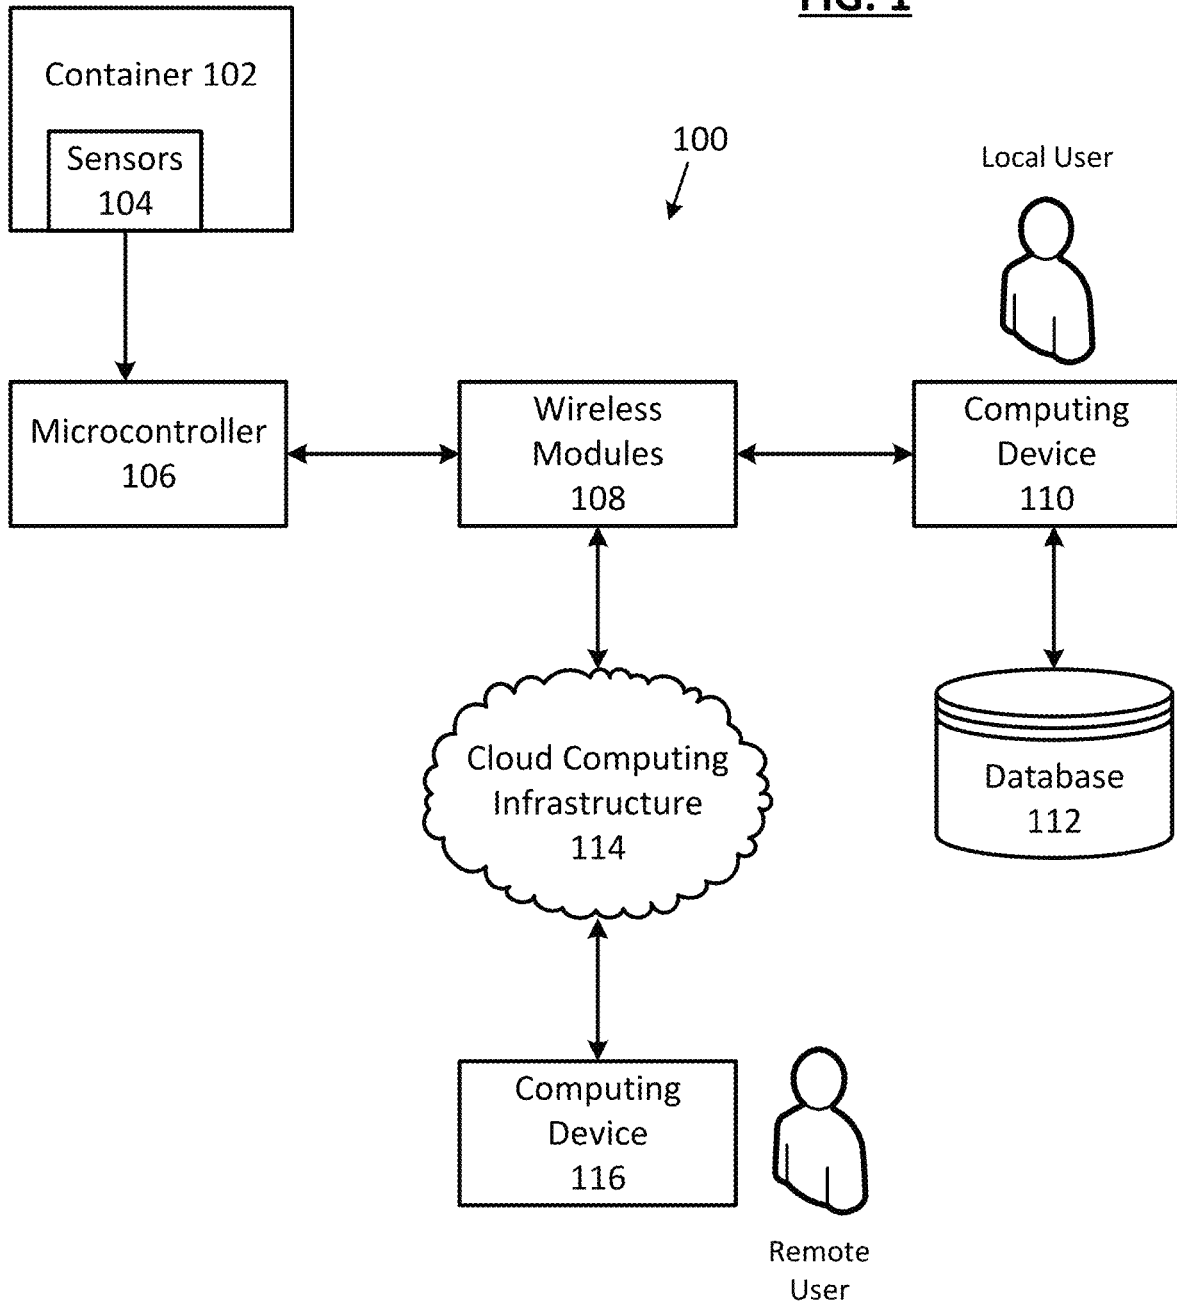 FIG. 1
Container 102
Sensors
104
100
Local User
Microcontroller
106
Wireless
Modules
108
Computing
Device
110
Cloud Computing
Infrastructure
114
Database
112
Computing
Device
116
Remote
User